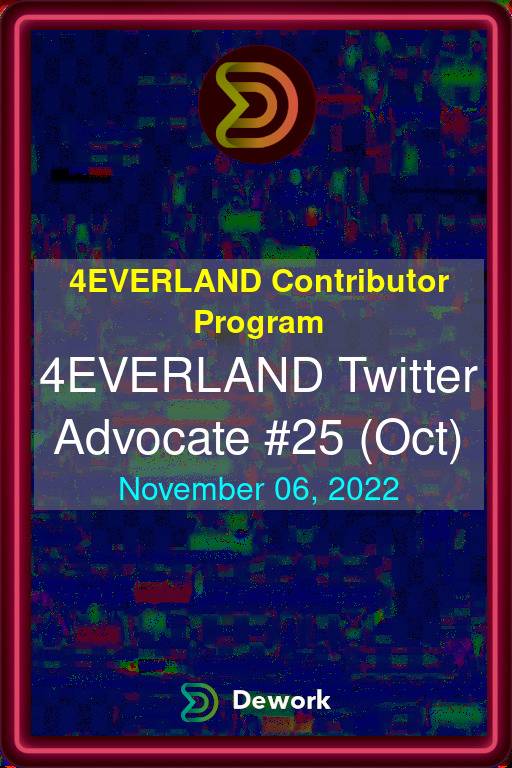 4EVERLAND Contributor
Program
4EVERLAND Twitter
Advocate #25 (Oct)
November 06, 2022
Dework